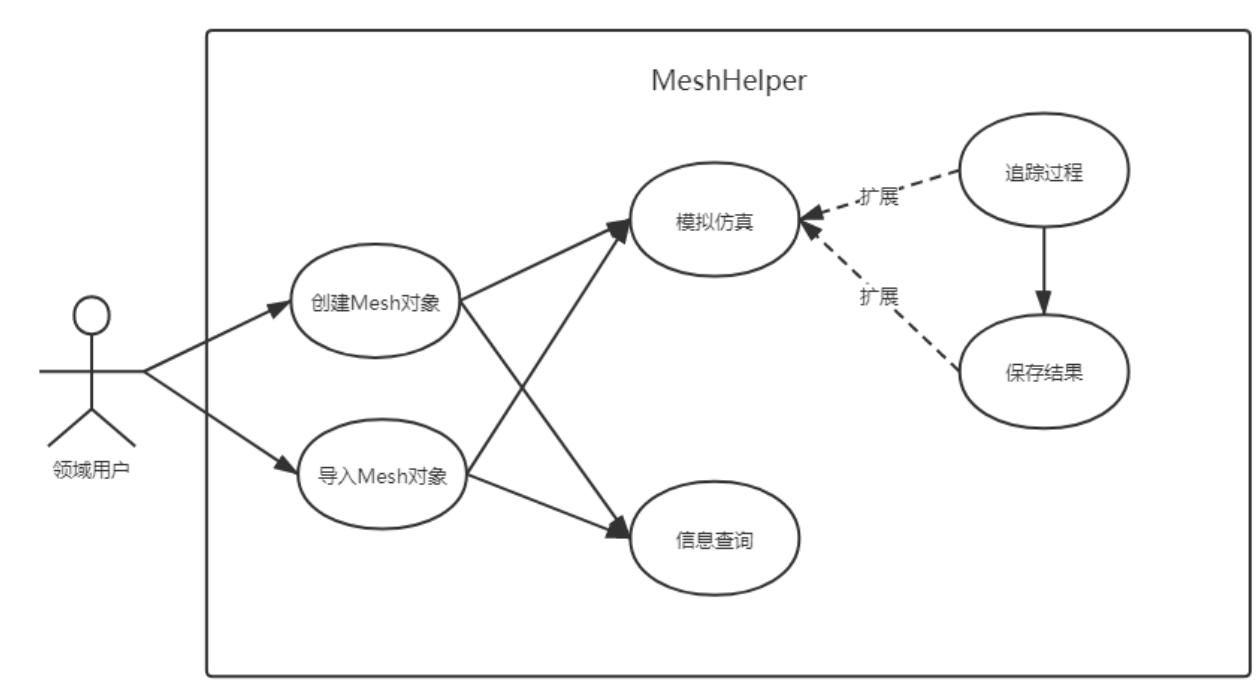 MeshHelper
追踪过程
扩展
模拟仿真
扩展
创建Mesh对象
保存结果
领域用户
导入Mesh对象
信息查询